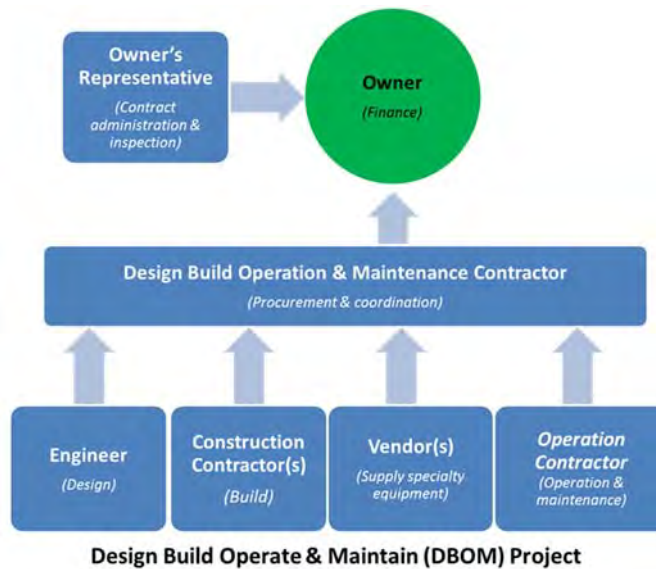 Owner's
Representative
(Contract
administration &
inspection)
Owner
(Finance)
Design Build Operation & Maintenance Contractor
(Procurement & coordination)
Engineer
(Design)
Construction
Contractor(s)
(Build)
Vendor(s)
(Supply specialty
equipment)
Operation
Contractor
(Operation &
maintenance)
Design Build Operate & Maintain (DBOM) Project